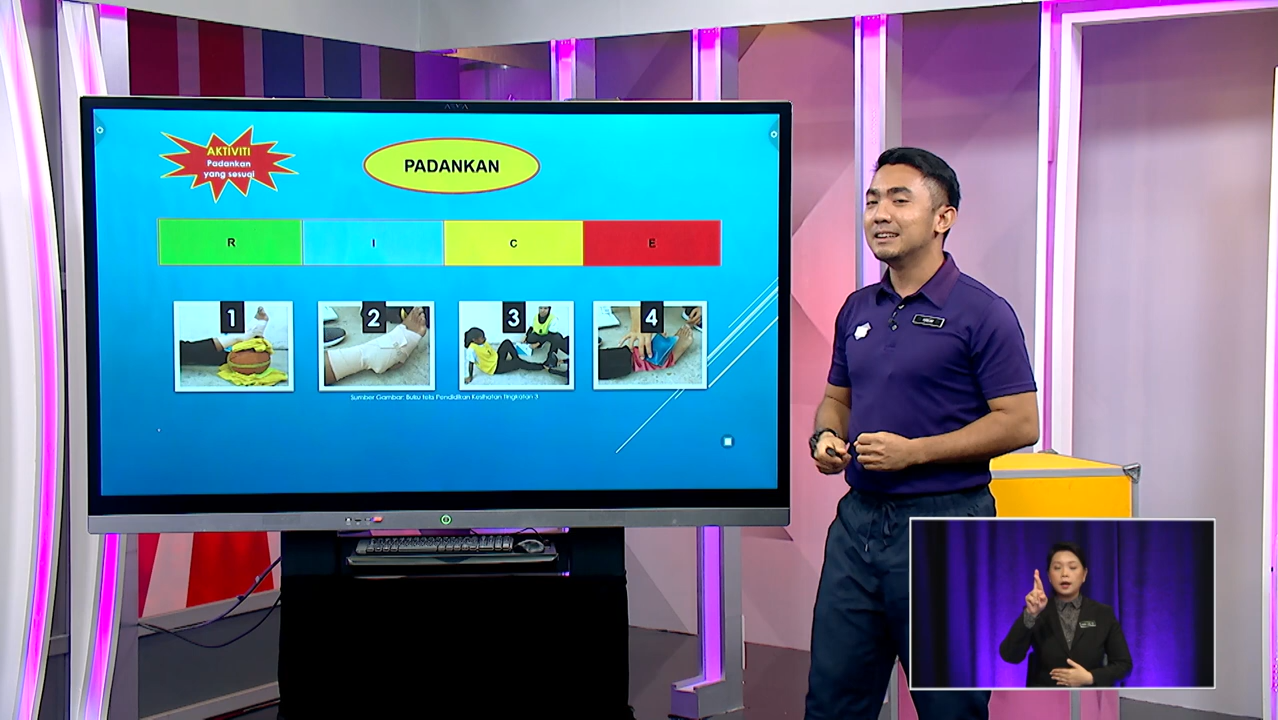 AKTIVITI
Padankan
yang sesuai
PADANKAN
R I C E
1 2 3 4
Sumber Gambar: Buku teks Pendidikan Kesihatan Tingkatan 3